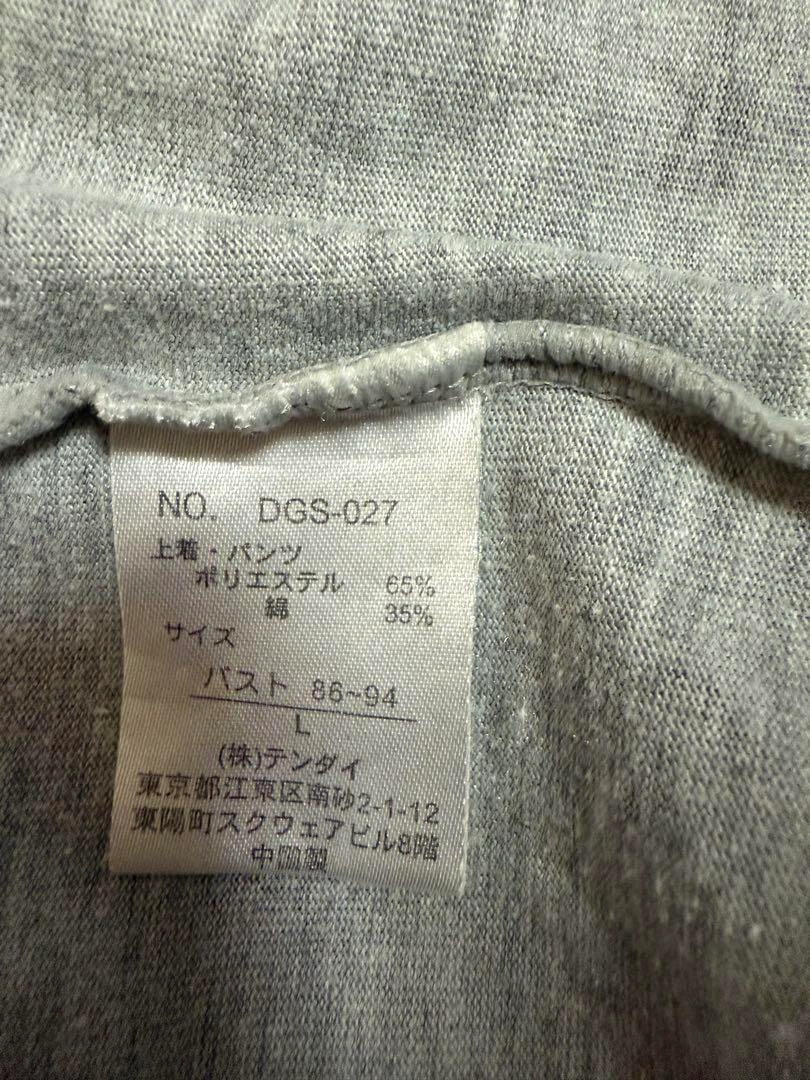 NO. DGS-027
上着・パンツ
ポリエステル 65%
綿 35%
サイズ
バスト 86~94
L
(株)テンダイ
東京都江東区南砂2-1-12
東陽町スクウェアビル8階
中国製